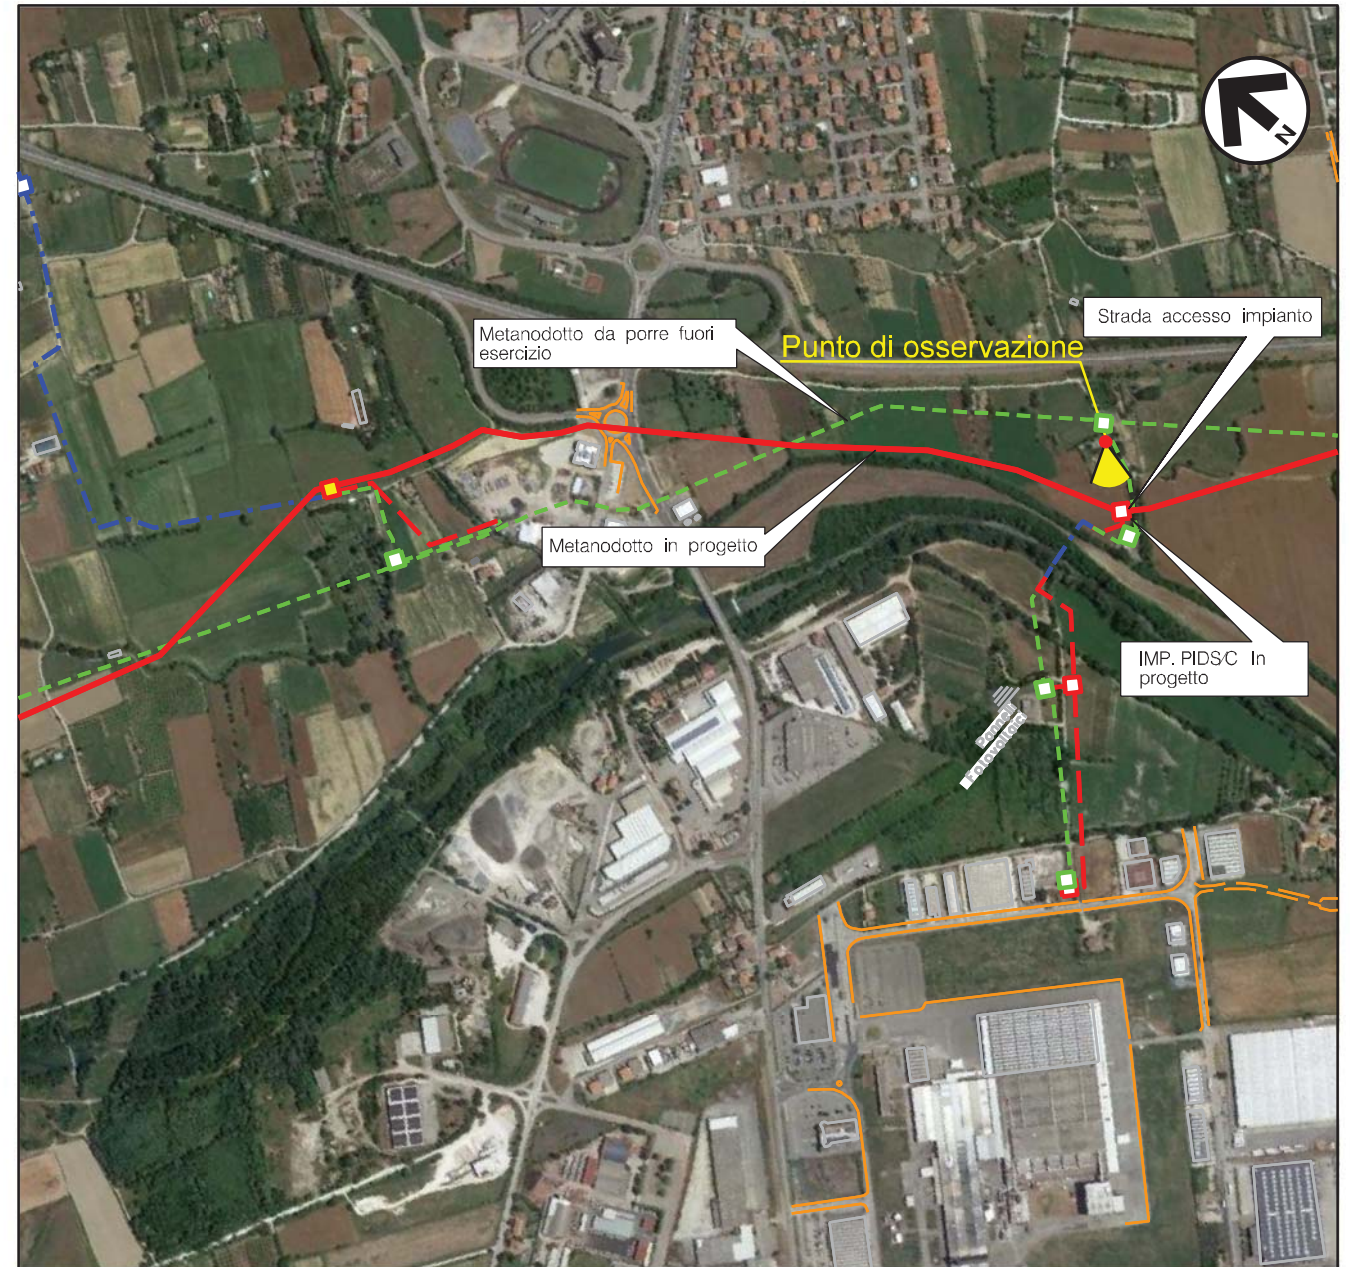 N
Strada accesso impianto
Metanodotto da porre fuori
esercizio
Punto di osservazione
Metanodotto in progetto
IMP. PIDS/C In
progetto
Fotovoltaici